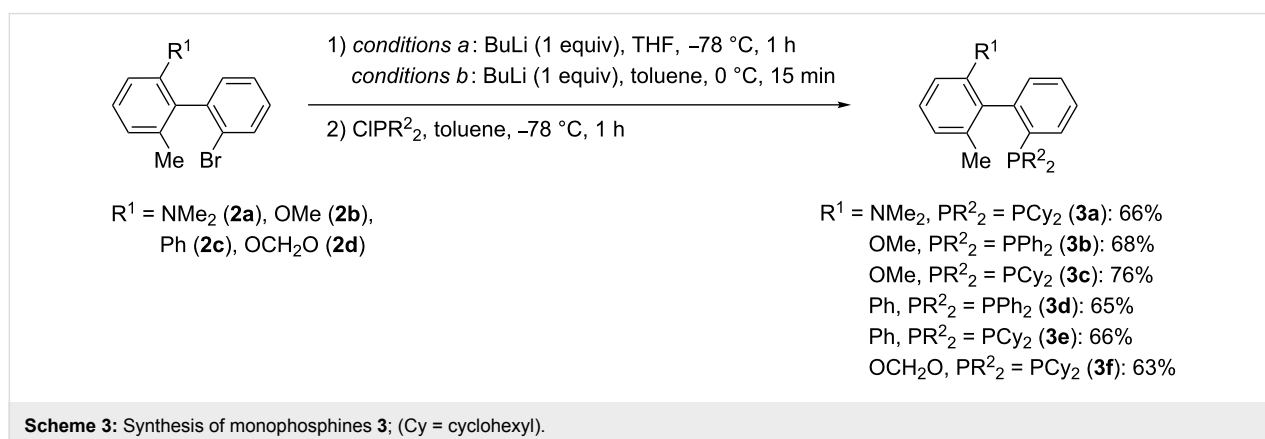 R¹
Me Br
1) conditions a: BuLi (1 equiv), THF, –78 °C, 1 h
conditions b: BuLi (1 equiv), toluene, 0 °C, 15 min
2) ClPR²₂, toluene, –78 °C, 1 h
R¹
Me PR²₂
R¹ = NMe₂ (2a), OMe (2b),
Ph (2c), OCH₂O (2d)
R¹ = NMe₂, PR²₂ = PCy₂ (3a): 66%
OMe, PR²₂ = PPh₂ (3b): 68%
OMe, PR²₂ = PCy₂ (3c): 76%
Ph, PR²₂ = PPh₂ (3d): 65%
Ph, PR²₂ = PCy₂ (3e): 66%
OCH₂O, PR²₂ = PCy₂ (3f): 63%
Scheme 3: Synthesis of monophosphines 3; (Cy = cyclohexyl).